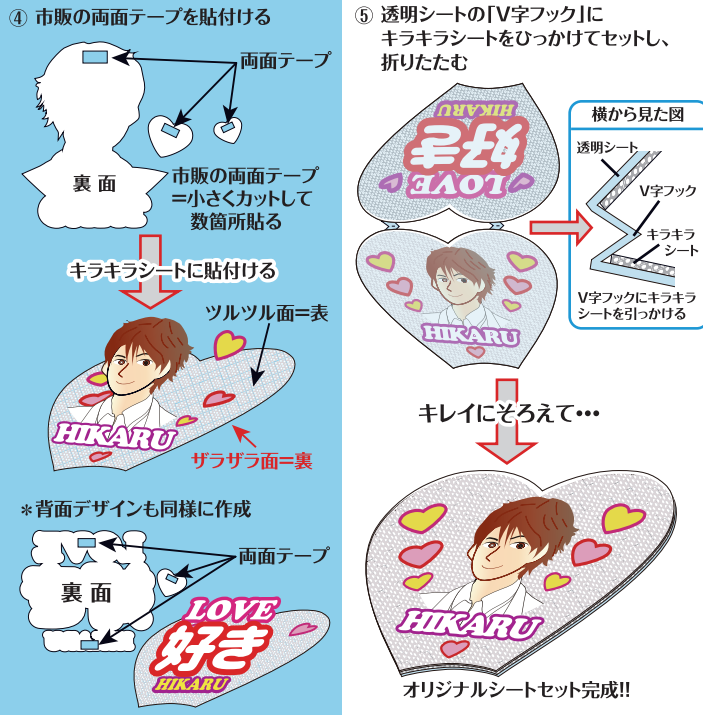 ④ 市販の両面テープを貼付ける
両面テープ
裏面
市販の両面テープ
=小さくカットして
数箇所貼る
キラキラシートに貼付ける
ツルツル面=表
HIKARU
ザラザラ面=裏
*背面デザインも同様に作成
両面テープ
裏面
LOVE
好き
HIKARU
⑤ 透明シートの「V字フック」に
キラキラシートをひっかけてセットし、
折りたたむ
HIKARU
好き
LOVE
HIKARU
横から見た図
透明シート
V字フック
キラキラ
シート
V字フックにキラキラ
シートを引っかける
キレイにそろえて・・・
HIKARU
オリジナルシートセット完成!!